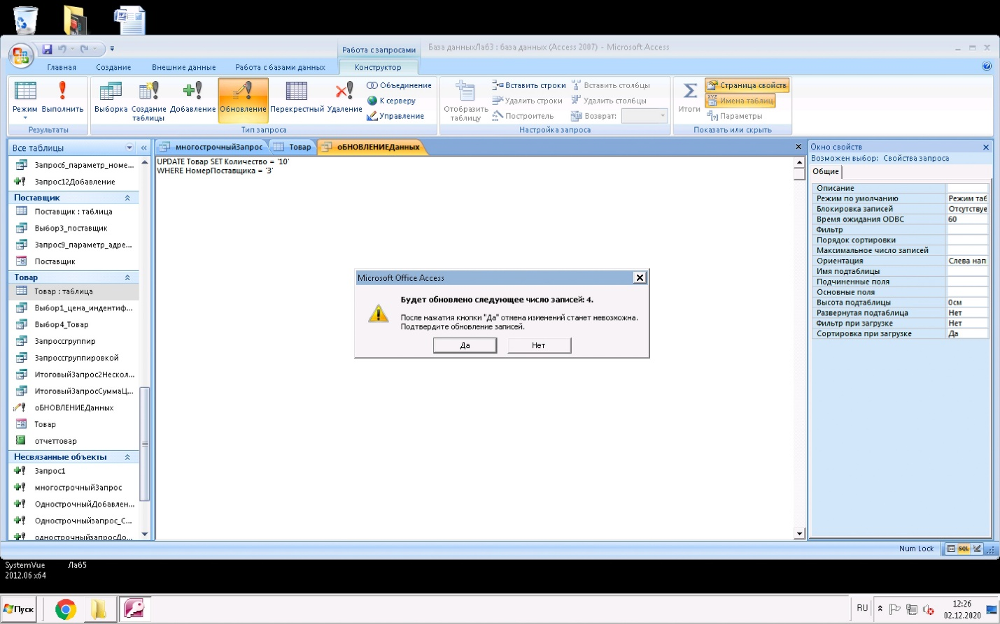 Работа с запросами
База данныхЛаб3 : база данных (Access 2007) - Microsoft Access
Главная
Создание
Внешние данные
Работа с базами данных
Конструктор
Режим
Выполнить
Результаты
Выборка
Создание таблицы
Добавление
Обновление
Перекрестный
Удаление
Объединение
К серверу
Управление
Тип запроса
Отобразить таблицу
Вставить строки
Удалить строки
Построитель
Вставить столбцы
Удалить столбцы
Возврат:
Настройка запроса
Итоги
Страница свойств
Имена таблиц
Параметры
Показать или скрыть
Все таблицы
Запрос6_параметр_номе...
Запрос12Добавление
Поставщик
Поставщик : таблица
Выбор3_поставщик
Запрос9_параметр_адре...
Поставщик
Товар
Товар : таблица
Выбор1_цена_индентиф...
Выбор4_Товар
Запроссгруппир
Запроссгруппировкой
ИтоговыйЗапрос2Нескол...
ИтоговыйЗапросСуммаЦ...
оБНОВЛЕНИЕДанных
Товар
отчеттовар
Несвязанные объекты
Запрос1
многострочныйЗапрос
ОднострочныйДобавлен...
Однострочныйзапрос_С...
однострочныйзапросДо...
многострочныйЗапрос
Товар
оБНОВЛЕНИЕДанных
UPDATE Товар SET Количество = '10'
WHERE НомерПоставщика = '3'
Microsoft Office Access
Будет обновлено следующее число записей: 4.
После нажатия кнопки "Да" отмена изменений станет невозможна.
Подтвердите обновление записей.
Да
Нет
Окно свойств
Возможен выбор: Свойства запроса
Общие
Описание
Режим по умолчанию Режим таб
Блокировка записей Отсутствуе
Время ожидания ODBC 60
Фильтр
Порядок сортировки
Максимальное число записей
Ориентация Слева нап
Имя подтаблицы
Подчиненные поля
Основные поля
Высота подтаблицы 0см
Развернутая подтаблица Нет
Фильтр при загрузке Нет
Сортировка при загрузке Да
Num Lock
SQL
SystemVue
2012.06 x64
Лаб5
Пуск
RU
12:26
02.12.2020